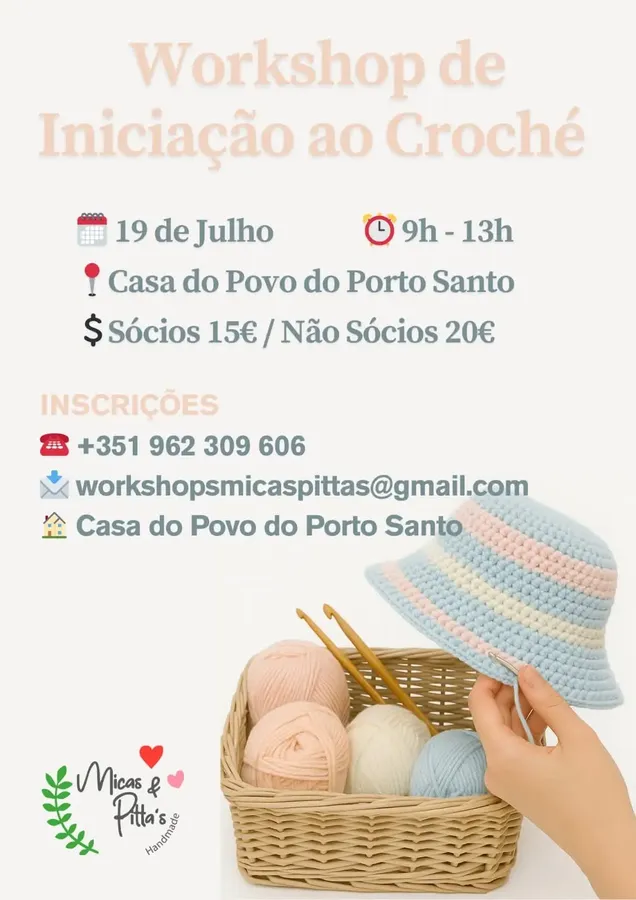 Workshop de
Iniciação ao Croché
19 de Julho
9h - 13h
Casa do Povo do Porto Santo
$ Sócios 15€ / Não Sócios 20€
INSCRIÇÕES
+351 962 309 606
workshopsmicaspittas@gmail.com
Casa do Povo do Porto Santo
Micas &
Pitta's
Handmade